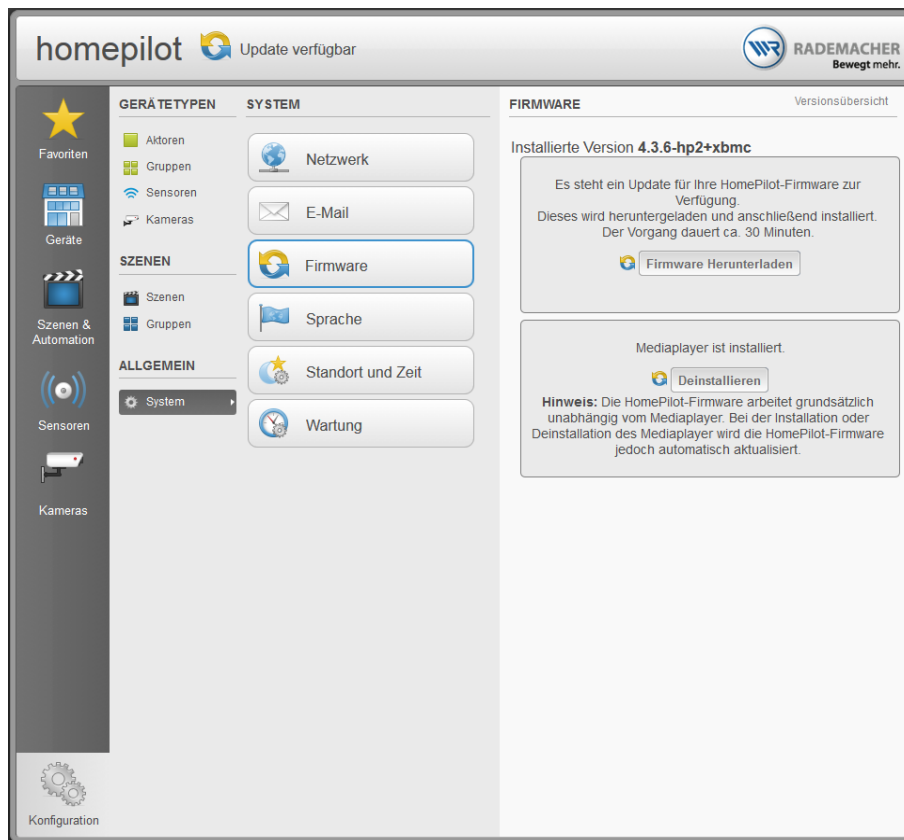 homepilot
Update verfügbar
WR
RADEMACHER
Bewegt mehr.
Favoriten
Geräte
Szenen &
Automation
Sensoren
Kameras
Konfiguration
GERÄTETYPEN
Aktoren
Gruppen
Sensoren
Kameras
SZENEN
Szenen
Gruppen
ALLGEMEIN
System
SYSTEM
Netzwerk
E-Mail
Firmware
Sprache
Standort und Zeit
Wartung
FIRMWARE
Versionsübersicht
Installierte Version 4.3.6-hp2+xbmc
Es steht ein Update für Ihre HomePilot-Firmware zur
Verfügung.
Dieses wird heruntergeladen und anschließend installiert.
Der Vorgang dauert ca. 30 Minuten.
Firmware Herunterladen
Mediaplayer ist installiert.
Deinstallieren
Hinweis: Die HomePilot-Firmware arbeitet grundsätzlich
unabhängig vom Mediaplayer. Bei der Installation oder
Deinstallation des Mediaplayer wird die HomePilot-Firmware
jedoch automatisch aktualisiert.